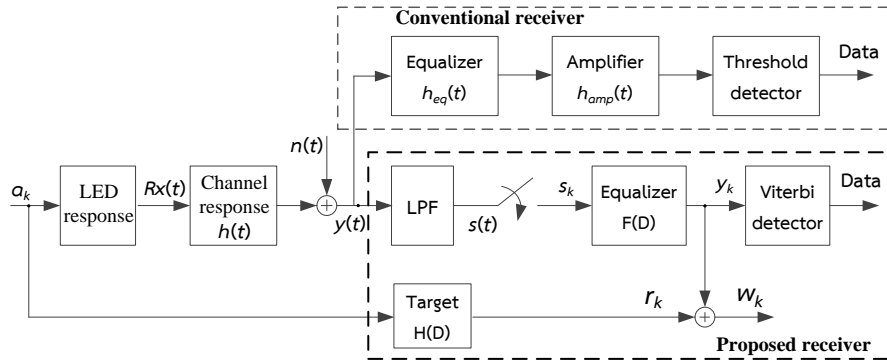 Conventional receiver
Equalizer
h_eq(t)
Amplifier
h_amp(t)
Threshold
detector
Data
n(t)
a_k
LED
response
Rx(t)
Channel
response
h(t)
+
y(t)
LPF
s(t)
s_k
Equalizer
F(D)
y_k
Viterbi
detector
Data
Target
H(D)
r_k
+
w_k
Proposed receiver